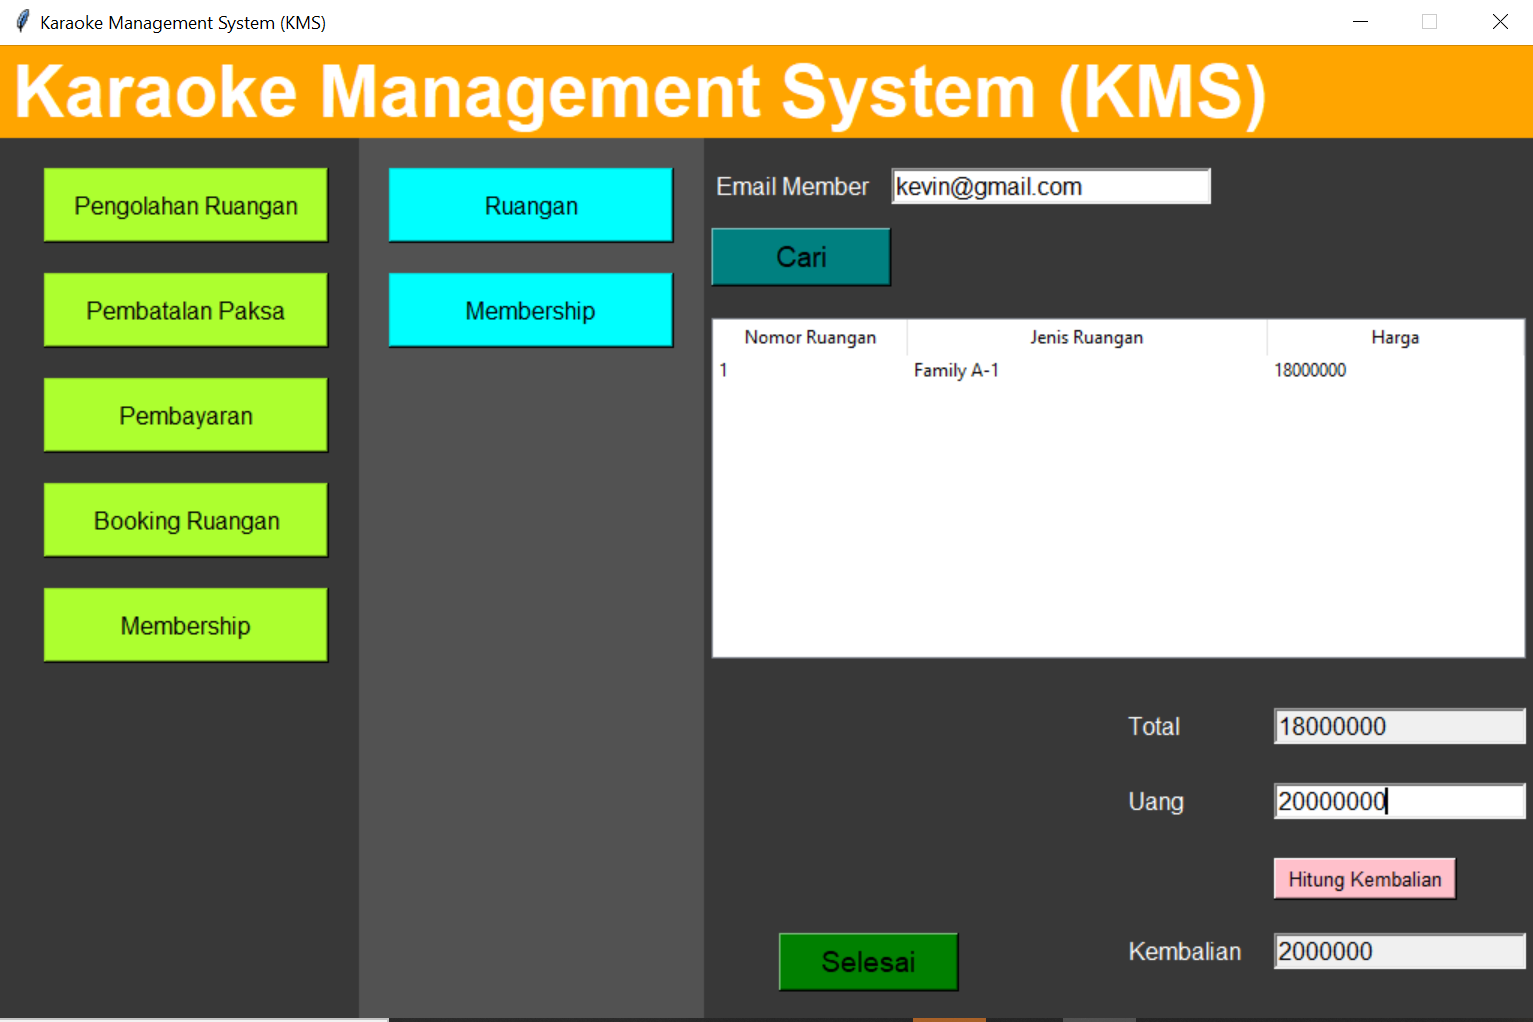 Karaoke Management System (KMS)
Karaoke Management System (KMS)
Pengolahan Ruangan
Pembatalan Paksa
Pembayaran
Booking Ruangan
Membership
Ruangan
Membership
Email Member kevin@gmail.com
Cari
Nomor Ruangan Jenis Ruangan Harga
1 Family A-1 18000000
Total 18000000
Uang 20000000
Hitung Kembalian
Kembalian 2000000
Selesai